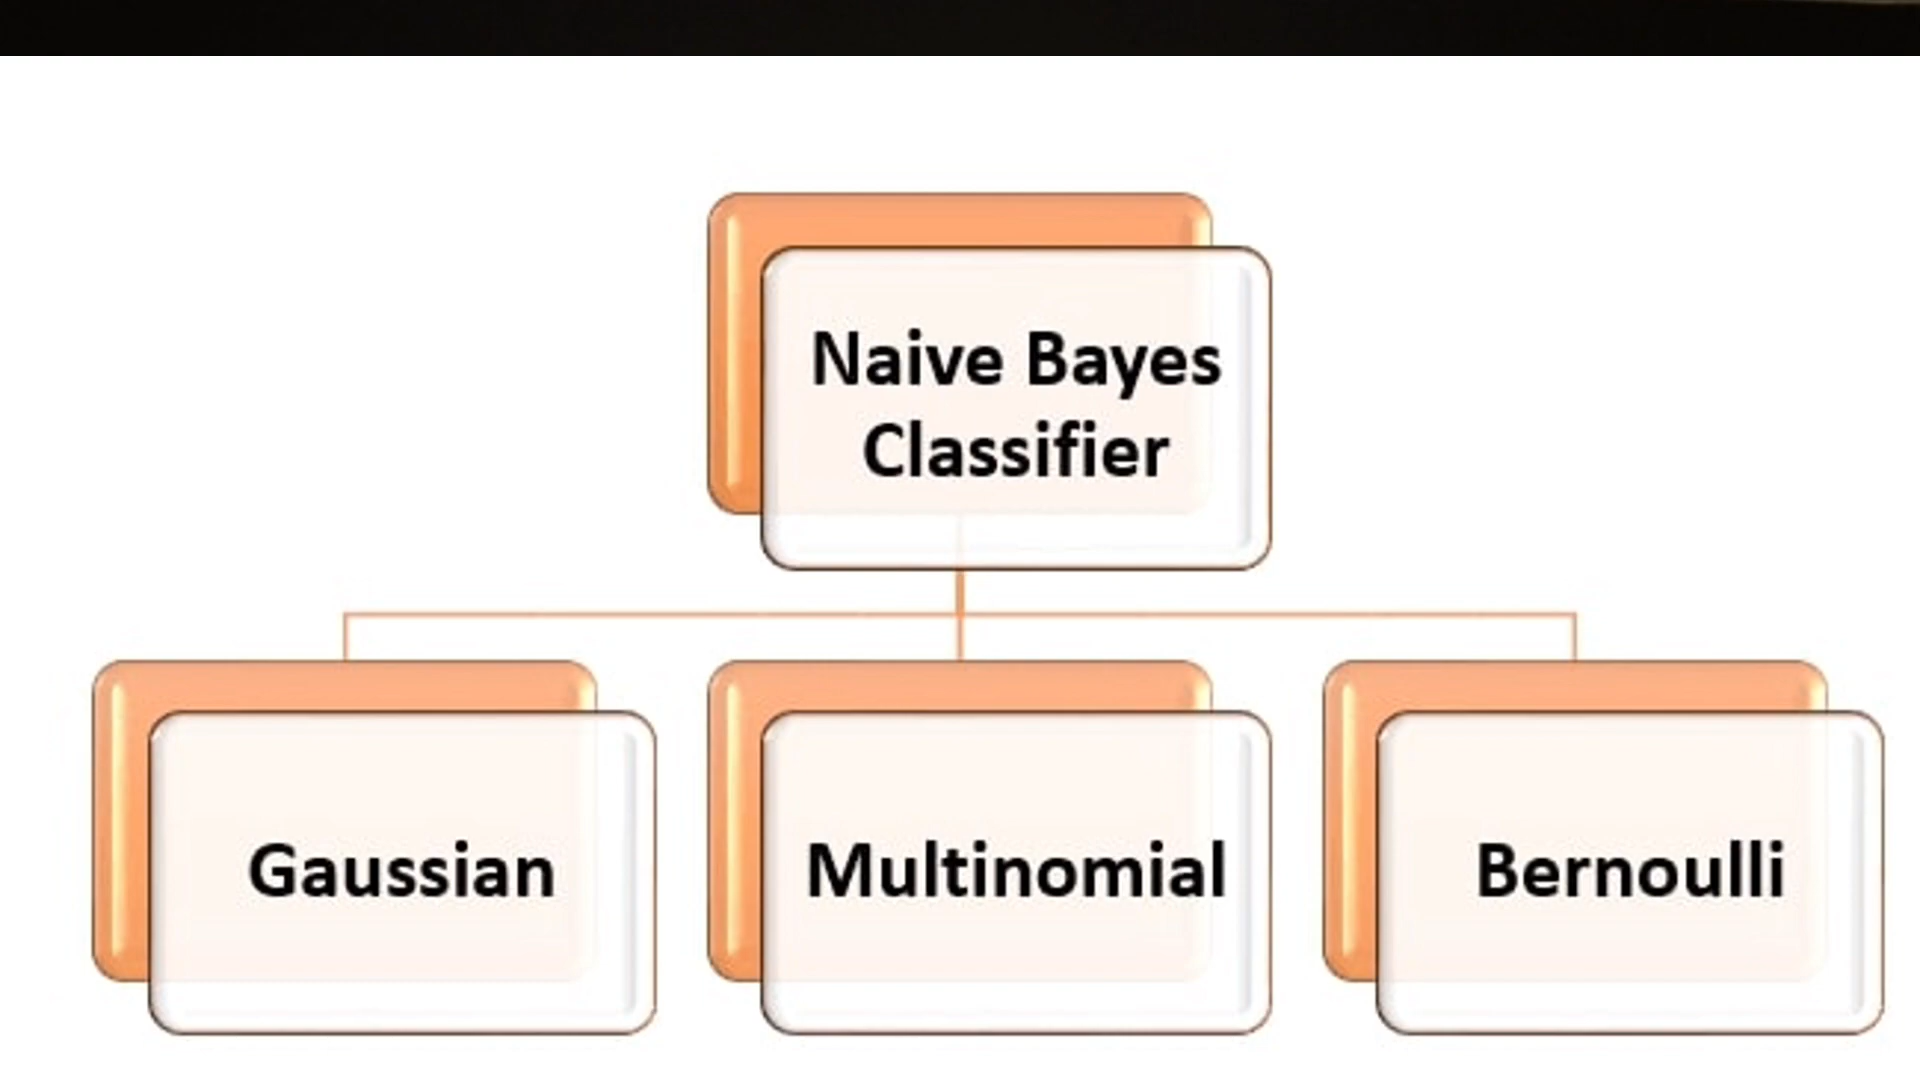 Naive Bayes
Classifier
Gaussian
Multinomial
Bernoulli